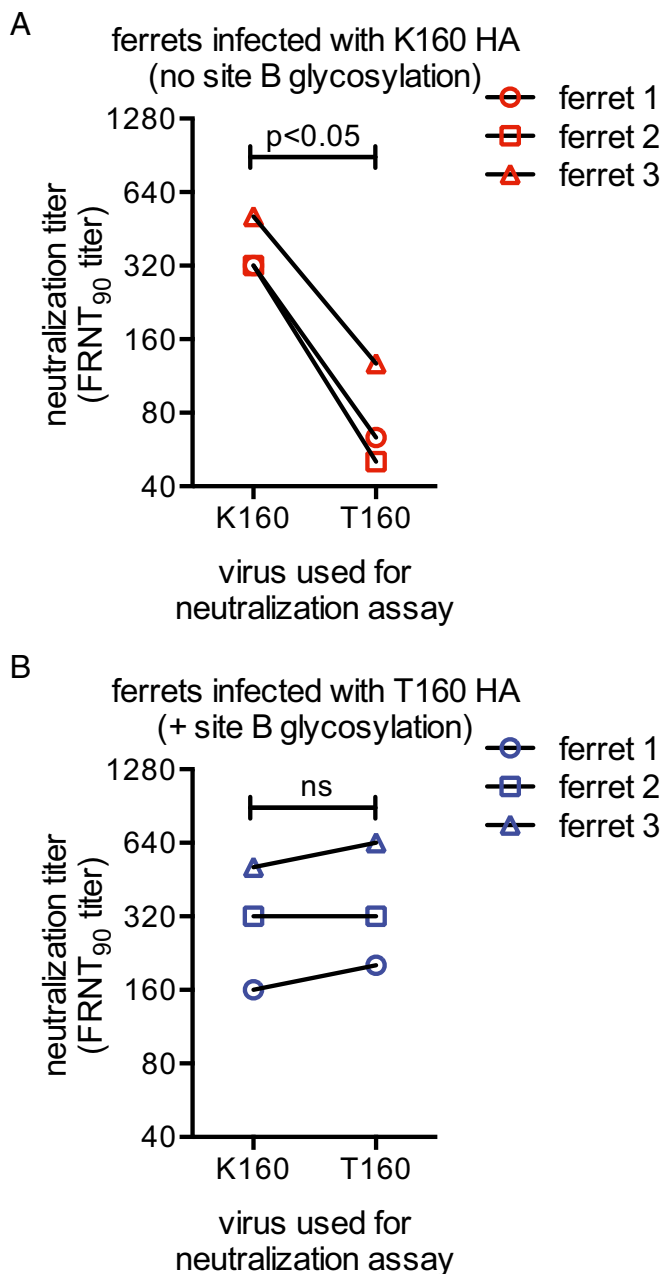 A
ferrets infected with K160 HA
(no site B glycosylation)
ferret 1
ferret 2
ferret 3
p<0.05
1280
640
320
160
80
40
neutralization titer
(FRNT90 titer)
K160 T160
virus used for
neutralization assay
B
ferrets infected with T160 HA
(+ site B glycosylation)
ferret 1
ferret 2
ferret 3
ns
1280
640
320
160
80
40
neutralization titer
(FRNT90 titer)
K160 T160
virus used for
neutralization assay